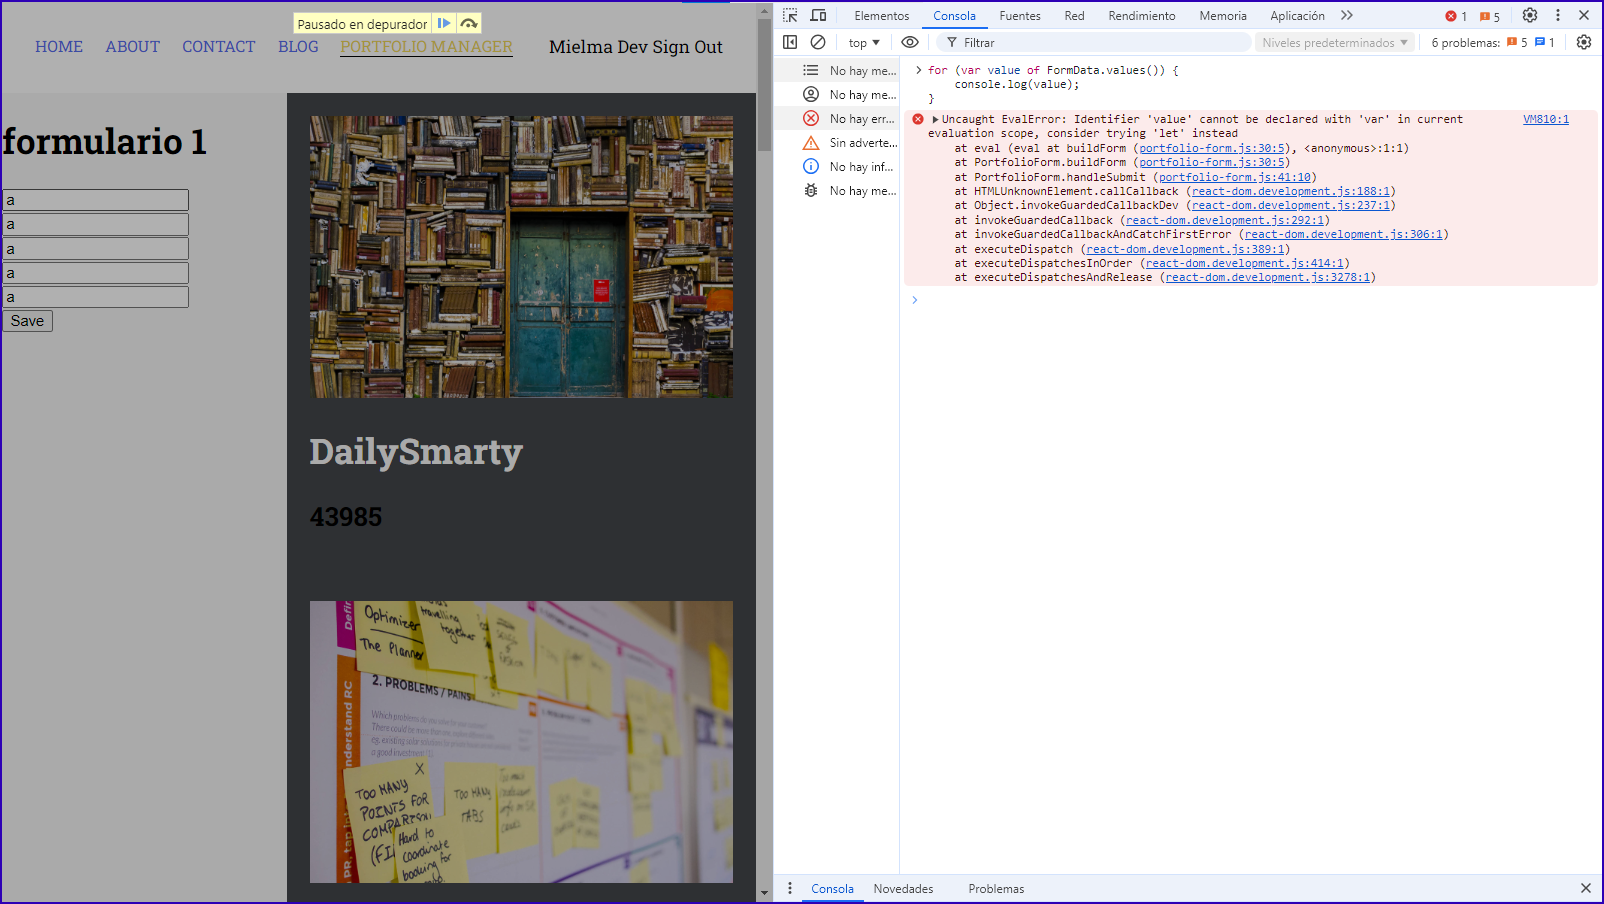 Pausado en depurador
HOME ABOUT CONTACT BLOG PORTFOLIO MANAGER Mielma Dev Sign Out
formulario 1
a
a
a
a
a
Save
DailySmarty
43985
Optimizer
The Planner
travelling
together
2. PROBLEMS / PAINS
understand RC
PR, tap
TOO MANY
POINTS FOR
COMPARISON
TOO MANY
TABS
Hard to
coordinate
booking for
Elementos Consola Fuentes Red Rendimiento Memoria Aplicación 1 5
top Filtrar Niveles predeterminados 6 problemas: 5 1
No hay me...
No hay me...
No hay err...
Sin adverte...
No hay inf...
No hay me...
for (var value of FormData.values()) {
console.log(value);
}
Uncaught EvalError: Identifier 'value' cannot be declared with 'var' in current VM810:1
evaluation scope, consider trying 'let' instead
at eval (eval at buildForm (portfolio-form.js:30:5), <anonymous>:1:1)
at PortfolioForm.buildForm (portfolio-form.js:30:5)
at PortfolioForm.handleSubmit (portfolio-form.js:41:10)
at HTMLUnknownElement.callCallback (react-dom.development.js:188:1)
at Object.invokeGuardedCallbackDev (react-dom.development.js:237:1)
at invokeGuardedCallback (react-dom.development.js:292:1)
at invokeGuardedCallbackAndCatchFirstError (react-dom.development.js:306:1)
at executeDispatch (react-dom.development.js:389:1)
at executeDispatchesInOrder (react-dom.development.js:414:1)
at executeDispatchesAndRelease (react-dom.development.js:3278:1)
Consola Novedades Problemas